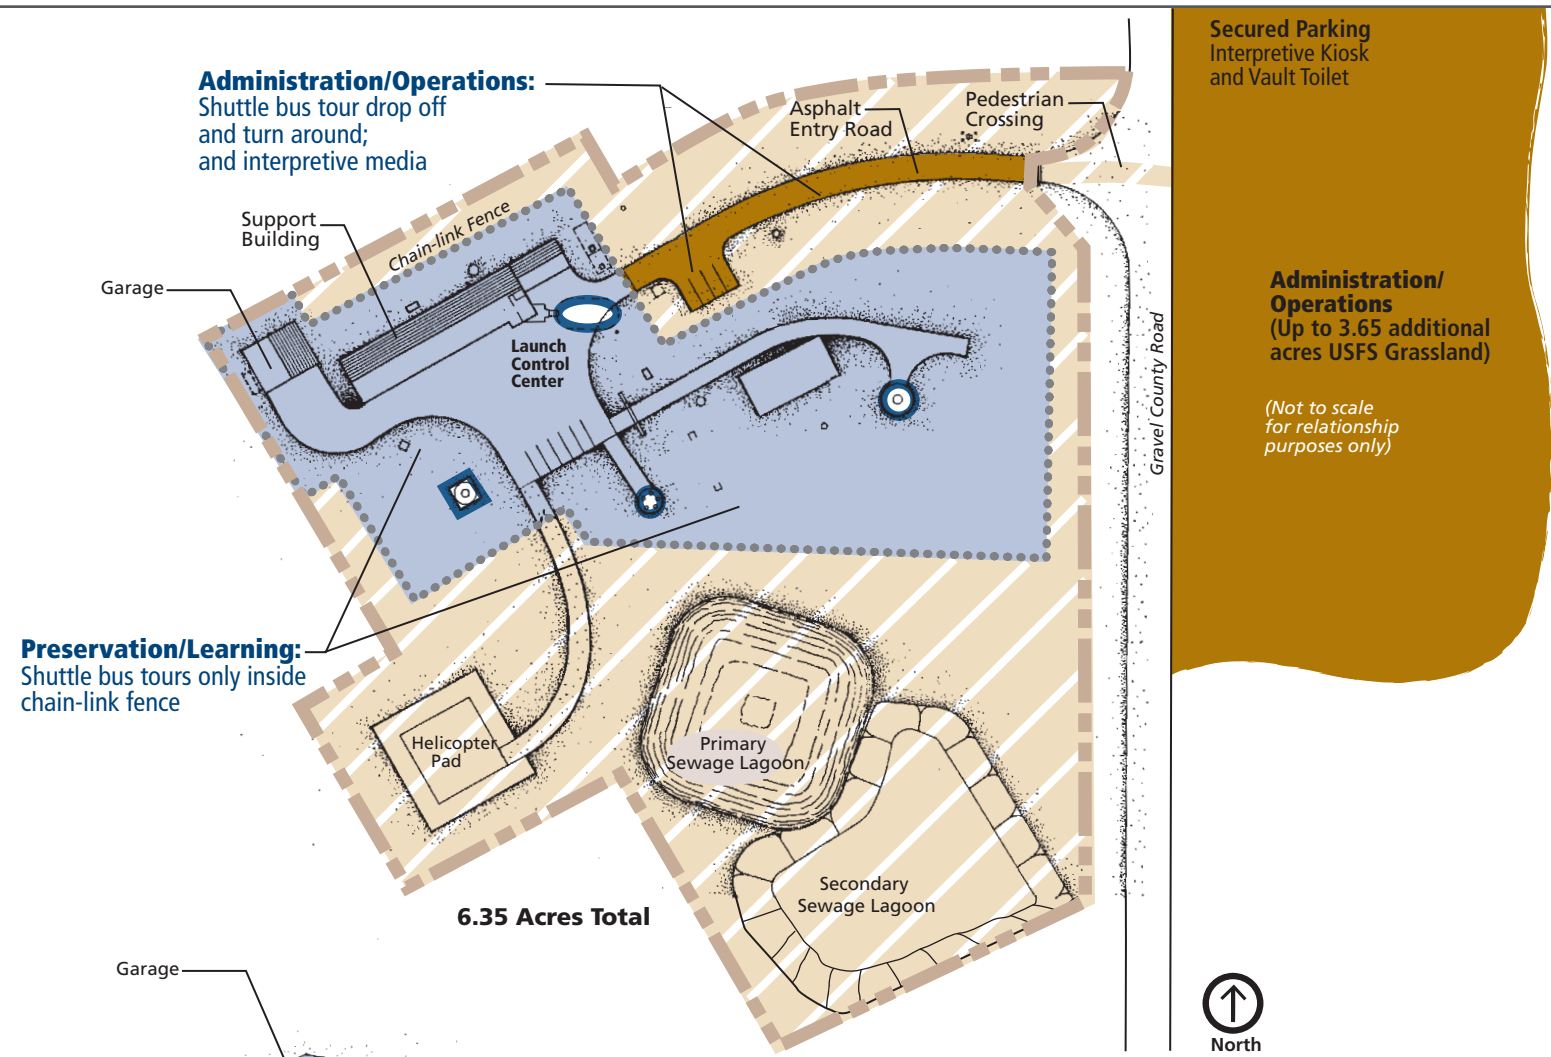 Secured Parking
Interpretive Kiosk
and Vault Toilet
Administration/Operations:
Shuttle bus tour drop off
and turn around;
and interpretive media
Asphalt
Entry Road
Pedestrian
Crossing
Support
Building
Chain-link Fence
Garage
Launch
Control
Center
Gravel County Road
Administration/
Operations
(Up to 3.65 additional
acres USFS Grassland)
(Not to scale
for relationship
purposes only)
Preservation/Learning:
Shuttle bus tours only inside
chain-link fence
Helicopter
Pad
Primary
Sewage Lagoon
Secondary
Sewage Lagoon
6.35 Acres Total
Garage
North